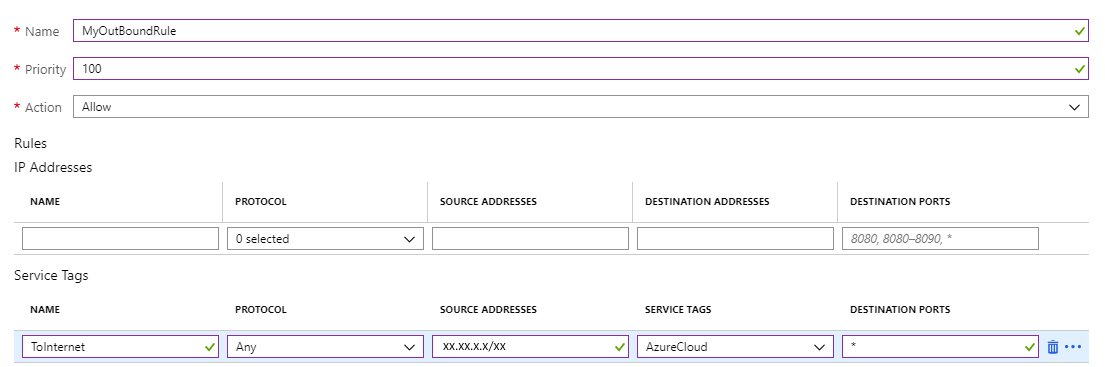 * Name MyOutBoundRule
* Priority 100
* Action Allow
Rules
IP Addresses
NAME PROTOCOL SOURCE ADDRESSES DESTINATION ADDRESSES DESTINATION PORTS
0 selected 8080, 8080–8090, *
Service Tags
NAME PROTOCOL SOURCE ADDRESSES SERVICE TAGS DESTINATION PORTS
ToInternet Any xx.xx.x.x/xx AzureCloud *